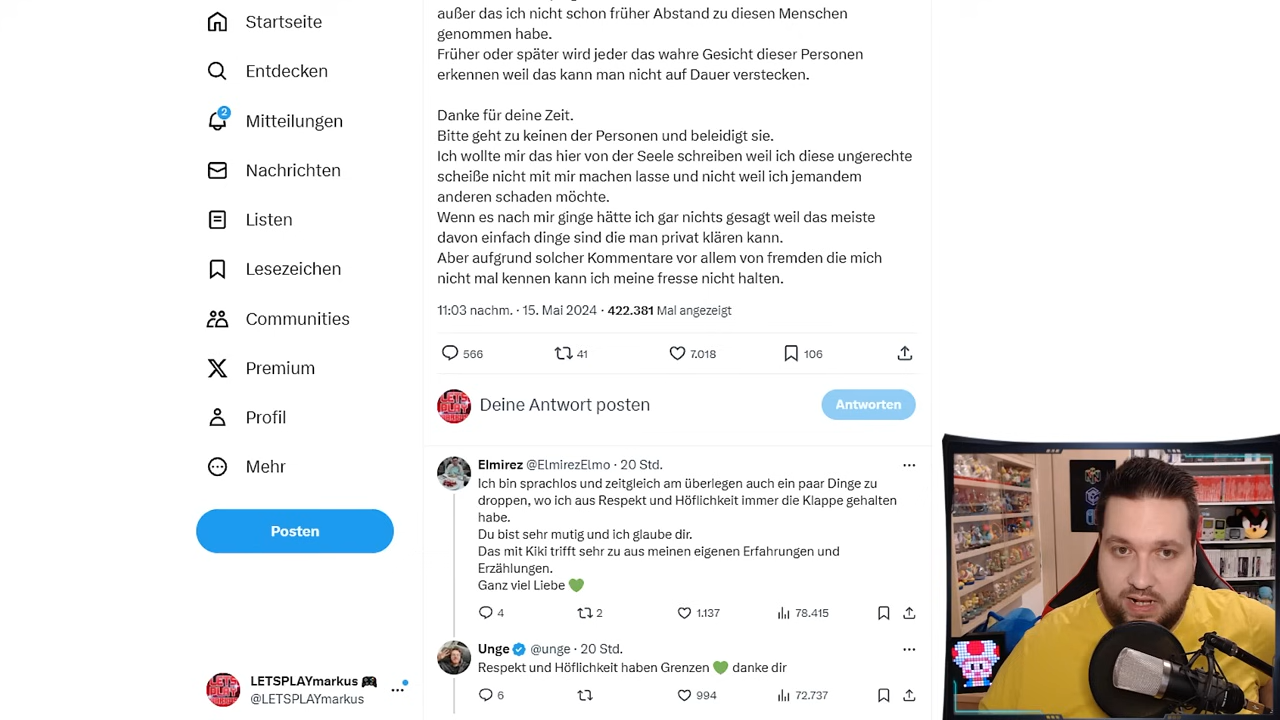 außer das ich nicht schon früher Abstand zu diesen Menschen
genommen habe.
Früher oder später wird jeder das wahre Gesicht dieser Personen
erkennen weil das kann man nicht auf Dauer verstecken.
Danke für deine Zeit.
Bitte geht zu keinen der Personen und beleidigt sie.
Ich wollte mir das hier von der Seele schreiben weil ich diese ungerechte
scheiße nicht mit mir machen lasse und nicht weil ich jemandem
anderen schaden möchte.
Wenn es nach mir ginge hätte ich gar nichts gesagt weil das meiste
davon einfach dinge sind die man privat klären kann.
Aber aufgrund solcher Kommentare vor allem von fremden die mich
nicht mal kennen kann ich meine fresse nicht halten.
11:03 nachm. · 15. Mai 2024 · 422.381 Mal angezeigt
566 41 7.018 106
Deine Antwort posten
Antworten
Elmirez @ElmirezElmo · 20 Std.
Ich bin sprachlos und zeitgleich am überlegen auch ein paar Dinge zu
droppen, wo ich aus Respekt und Höflichkeit immer die Klappe gehalten
habe.
Du bist sehr mutig und ich glaube dir.
Das mit Kiki trifft sehr zu aus meinen eigenen Erfahrungen und
Erzählungen.
Ganz viel Liebe 💚
4 2 1.137 78.415
Unge @unge · 20 Std.
Respekt und Höflichkeit haben Grenzen 💚 danke dir
6 994 72.737
Startseite
Entdecken
2
Mitteilungen
Nachrichten
Listen
Lesezeichen
Communities
Premium
Profil
Mehr
Posten
LETSPLAYmarkus 🎮
@LETSPLAYmarkus
LETS
PLAY